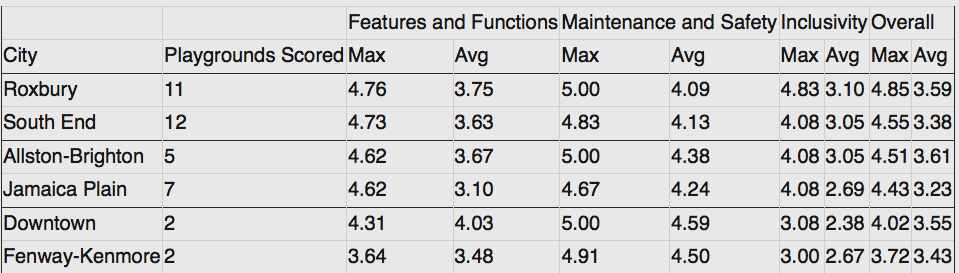 Features and Functions Maintenance and Safety Inclusivity Overall
City Playgrounds Scored Max Avg Max Avg Max Avg Max Avg
Roxbury 11 4.76 3.75 5.00 4.09 4.83 3.10 4.85 3.59
South End 12 4.73 3.63 4.83 4.13 4.08 3.05 4.55 3.38
Allston-Brighton 5 4.62 3.67 5.00 4.38 4.08 3.05 4.51 3.61
Jamaica Plain 7 4.62 3.10 4.67 4.24 4.08 2.69 4.43 3.23
Downtown 2 4.31 4.03 5.00 4.59 3.08 2.38 4.02 3.55
Fenway-Kenmore 2 3.64 3.48 4.91 4.50 3.00 2.67 3.72 3.43